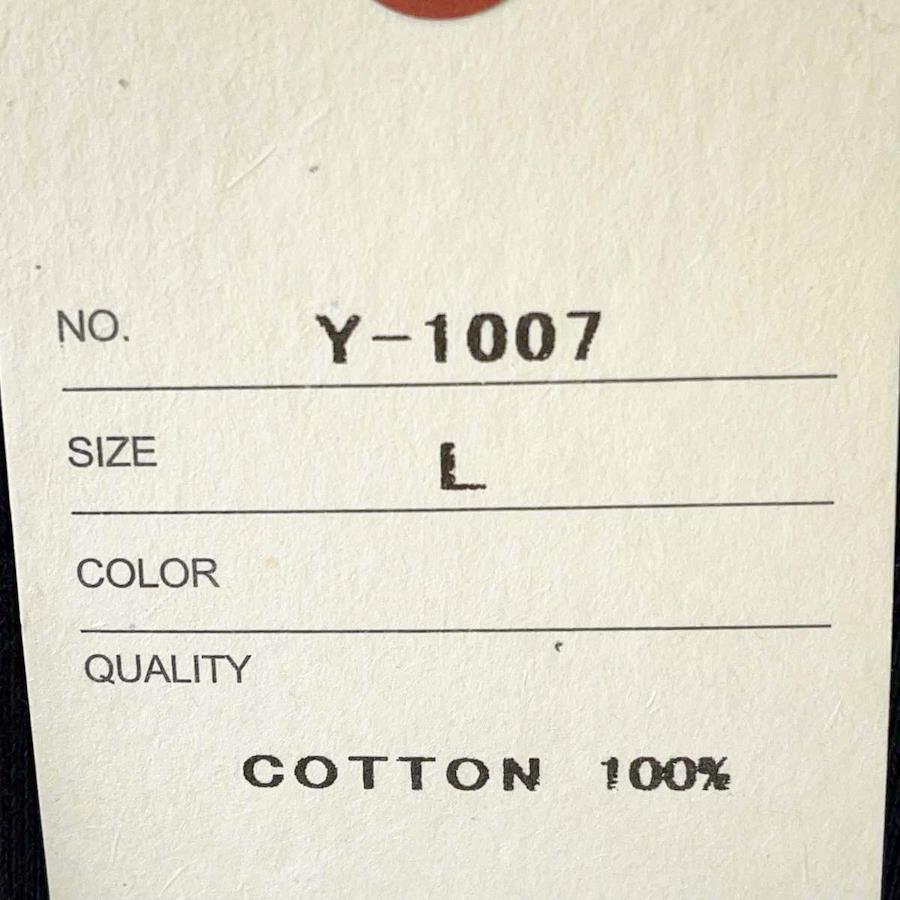 NO. Y-1007
SIZE L
COLOR
QUALITY
COTTON 100%